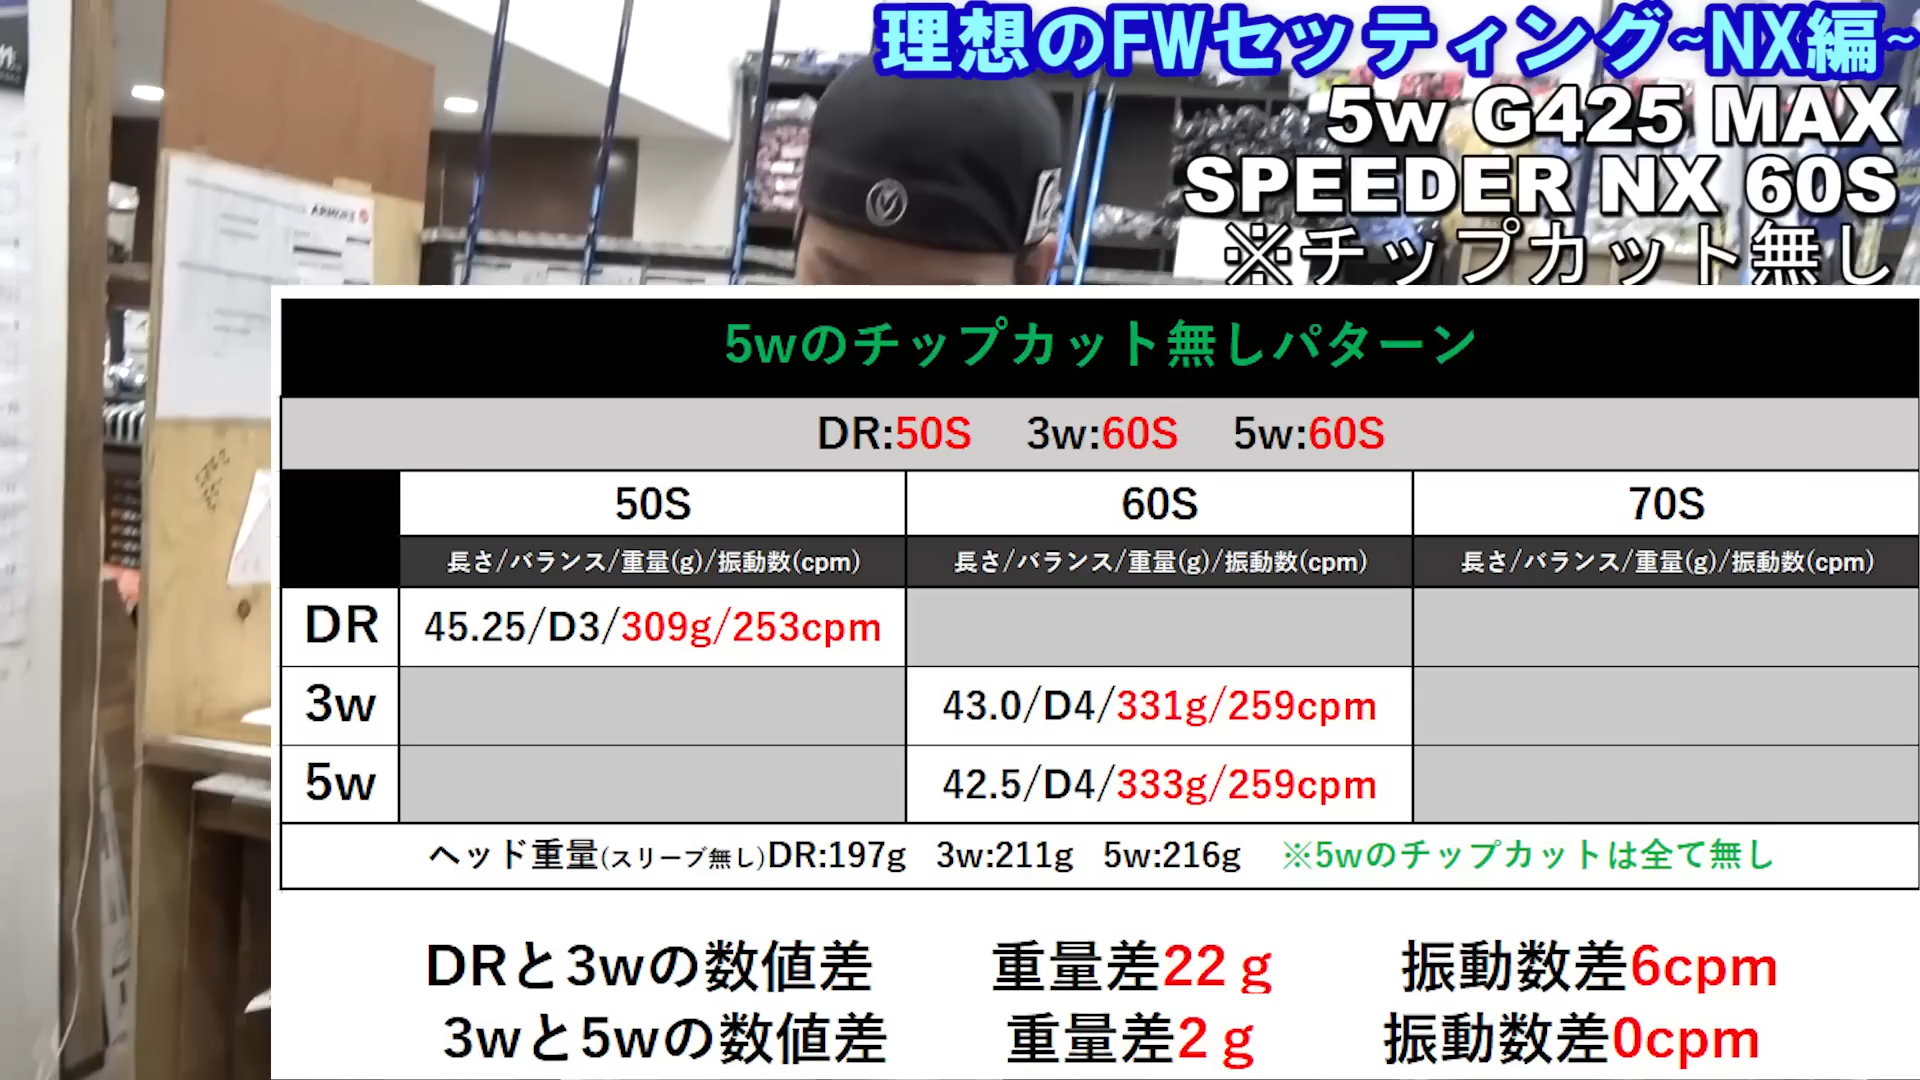 理想のFWセッティング~NX編~
5w G425 MAX
SPEEDER NX 60S
※チップカット無し
5wのチップカット無しパターン
DR:50S 3w:60S 5w:60S
50S 60S 70S
長さ/バランス/重量(g)/振動数(cpm) 長さ/バランス/重量(g)/振動数(cpm) 長さ/バランス/重量(g)/振動数(cpm)
DR 45.25/D3/309g/253cpm
3w 43.0/D4/331g/259cpm
5w 42.5/D4/333g/259cpm
ヘッド重量(スリーブ無し)DR:197g 3w:211g 5w:216g ※5wのチップカットは全て無し
DRと3wの数値差 重量差22g 振動数差6cpm
3wと5wの数値差 重量差2g 振動数差0cpm